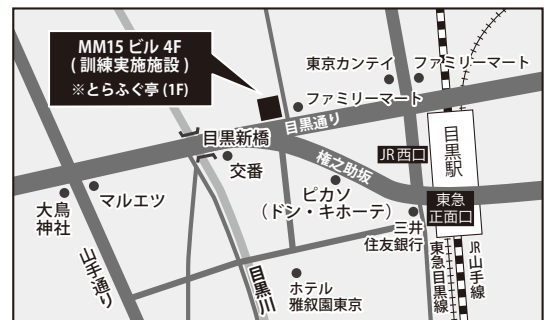 MM15 ビル 4F
( 訓練実施施設 )
※とらふぐ亭 (1F)
東京カンテイ
ファミリーマート
ファミリーマート
目黒通り
目黒新橋
交番
権之助坂
JR西口
目黒駅
マルエツ
大鳥
神社
ピカソ
（ドン・キホーテ）
東急
正面口
三井
住友銀行
山手通り
目黒川
ホテル
雅叙園東京
東急目黒線
JR山手線